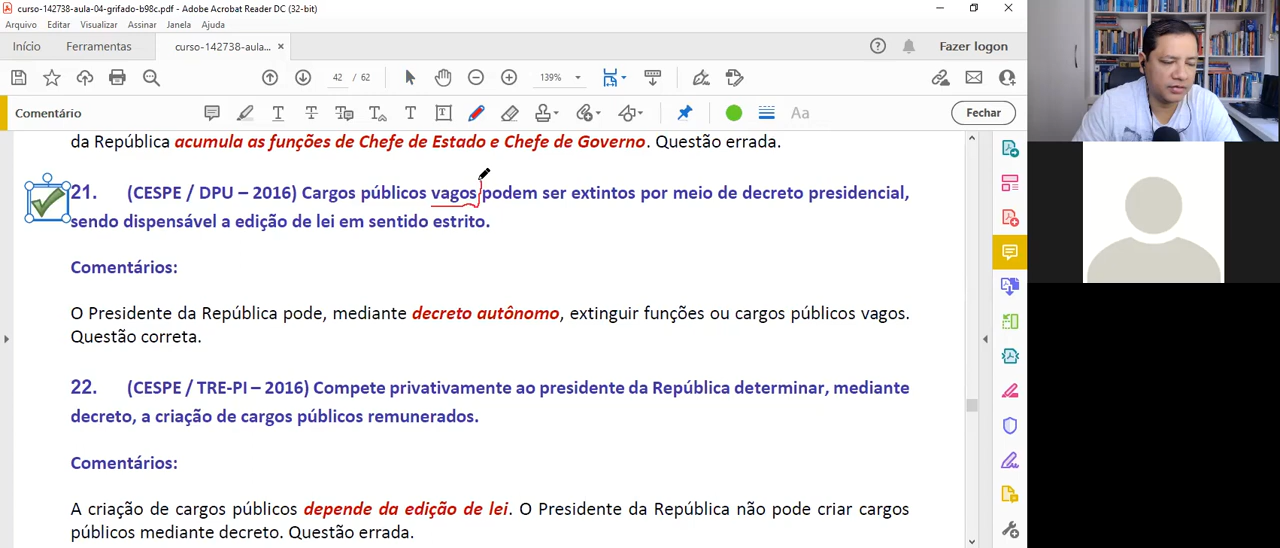 curso-142738-aula-04-grifado-b98c.pdf - Adobe Acrobat Reader DC (32-bit)
Arquivo Editar Visualizar Assinar Janela Ajuda
Início Ferramentas curso-142738-aula... × Fazer logon
42 / 62 139%
Comentário Aa Fechar
da República acumula as funções de Chefe de Estado e Chefe de Governo. Questão errada.
21. (CESPE / DPU – 2016) Cargos públicos vagos podem ser extintos por meio de decreto presidencial,
sendo dispensável a edição de lei em sentido estrito.
Comentários:
O Presidente da República pode, mediante decreto autônomo, extinguir funções ou cargos públicos vagos.
Questão correta.
22. (CESPE / TRE-PI – 2016) Compete privativamente ao presidente da República determinar, mediante
decreto, a criação de cargos públicos remunerados.
Comentários:
A criação de cargos públicos depende da edição de lei. O Presidente da República não pode criar cargos
públicos mediante decreto. Questão errada.